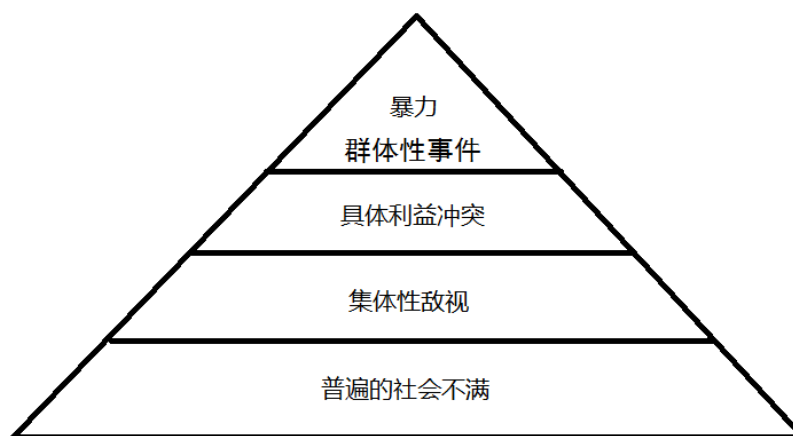 暴力
群体性事件
具体利益冲突
集体性敌视
普遍的社会不满